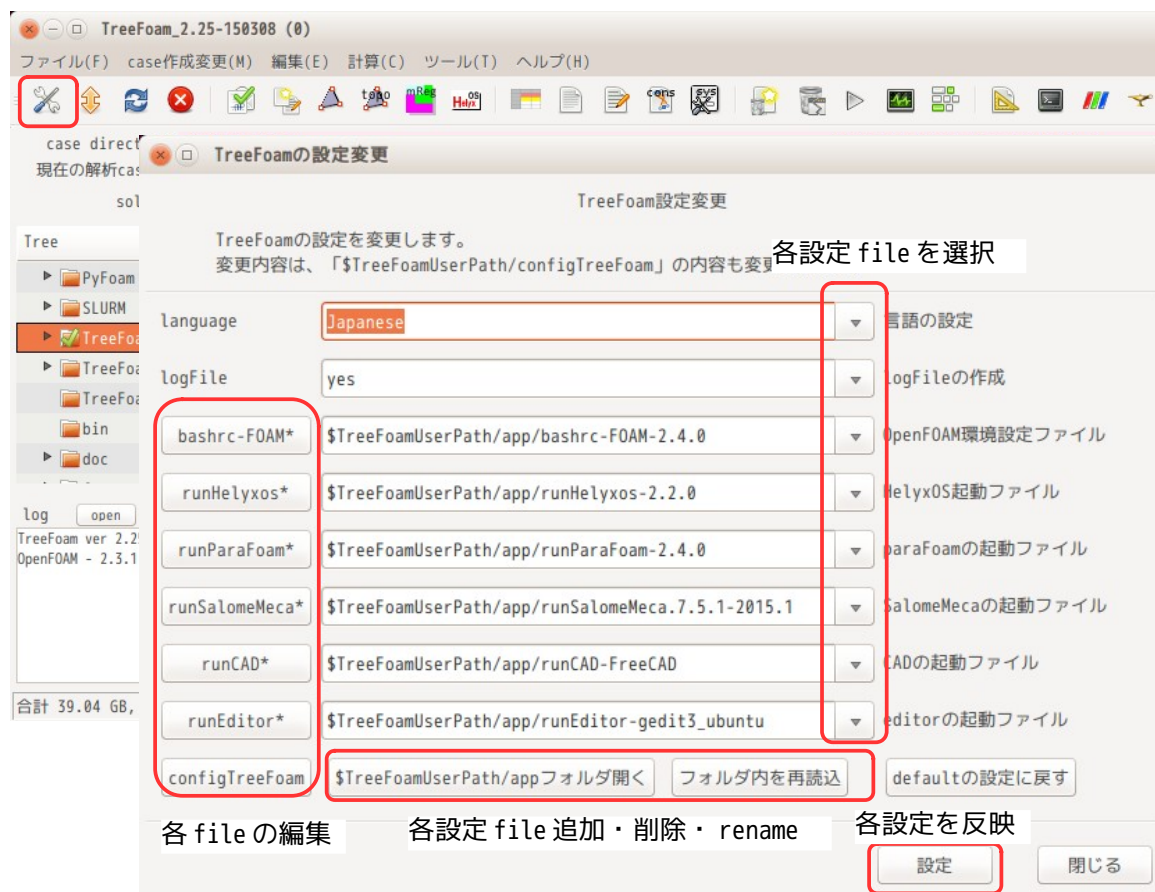 TreeFoam_2.25-150308 (0)
ファイル(F) case作成変更(M) 編集(E) 計算(C) ツール(T) ヘルプ(H)
topo mReg Helyx OS cens sys
case direct
現在の解析cas
sol
TreeFoamの設定変更
TreeFoam設定変更
TreeFoamの設定を変更します。
変更内容は、「$TreeFoamUserPath/configTreeFoam」の内容も変更
各設定 file を選択
Tree
PyFoam
SLURM
TreeFoa
TreeFoa
TreeFoa
bin
doc
language Japanese 言語の設定
logFile yes logFileの作成
bashrc-FOAM* $TreeFoamUserPath/app/bashrc-FOAM-2.4.0 OpenFOAM環境設定ファイル
runHelyxos* $TreeFoamUserPath/app/runHelyxos-2.2.0 HelyxOS起動ファイル
runParaFoam* $TreeFoamUserPath/app/runParaFoam-2.4.0 paraFoamの起動ファイル
runSalomeMeca* $TreeFoamUserPath/app/runSalomeMeca.7.5.1-2015.1 SalomeMecaの起動ファイル
runCAD* $TreeFoamUserPath/app/runCAD-FreeCAD CADの起動ファイル
runEditor* $TreeFoamUserPath/app/runEditor-gedit3_ubuntu editorの起動ファイル
configTreeFoam $TreeFoamUserPath/appフォルダ開く フォルダ内を再読込 defaultの設定に戻す
log open
TreeFoam ver 2.2
OpenFOAM - 2.3.1
合計 39.04 GB,
各 file の編集
各設定 file 追加・削除・ rename
各設定を反映
設定 閉じる